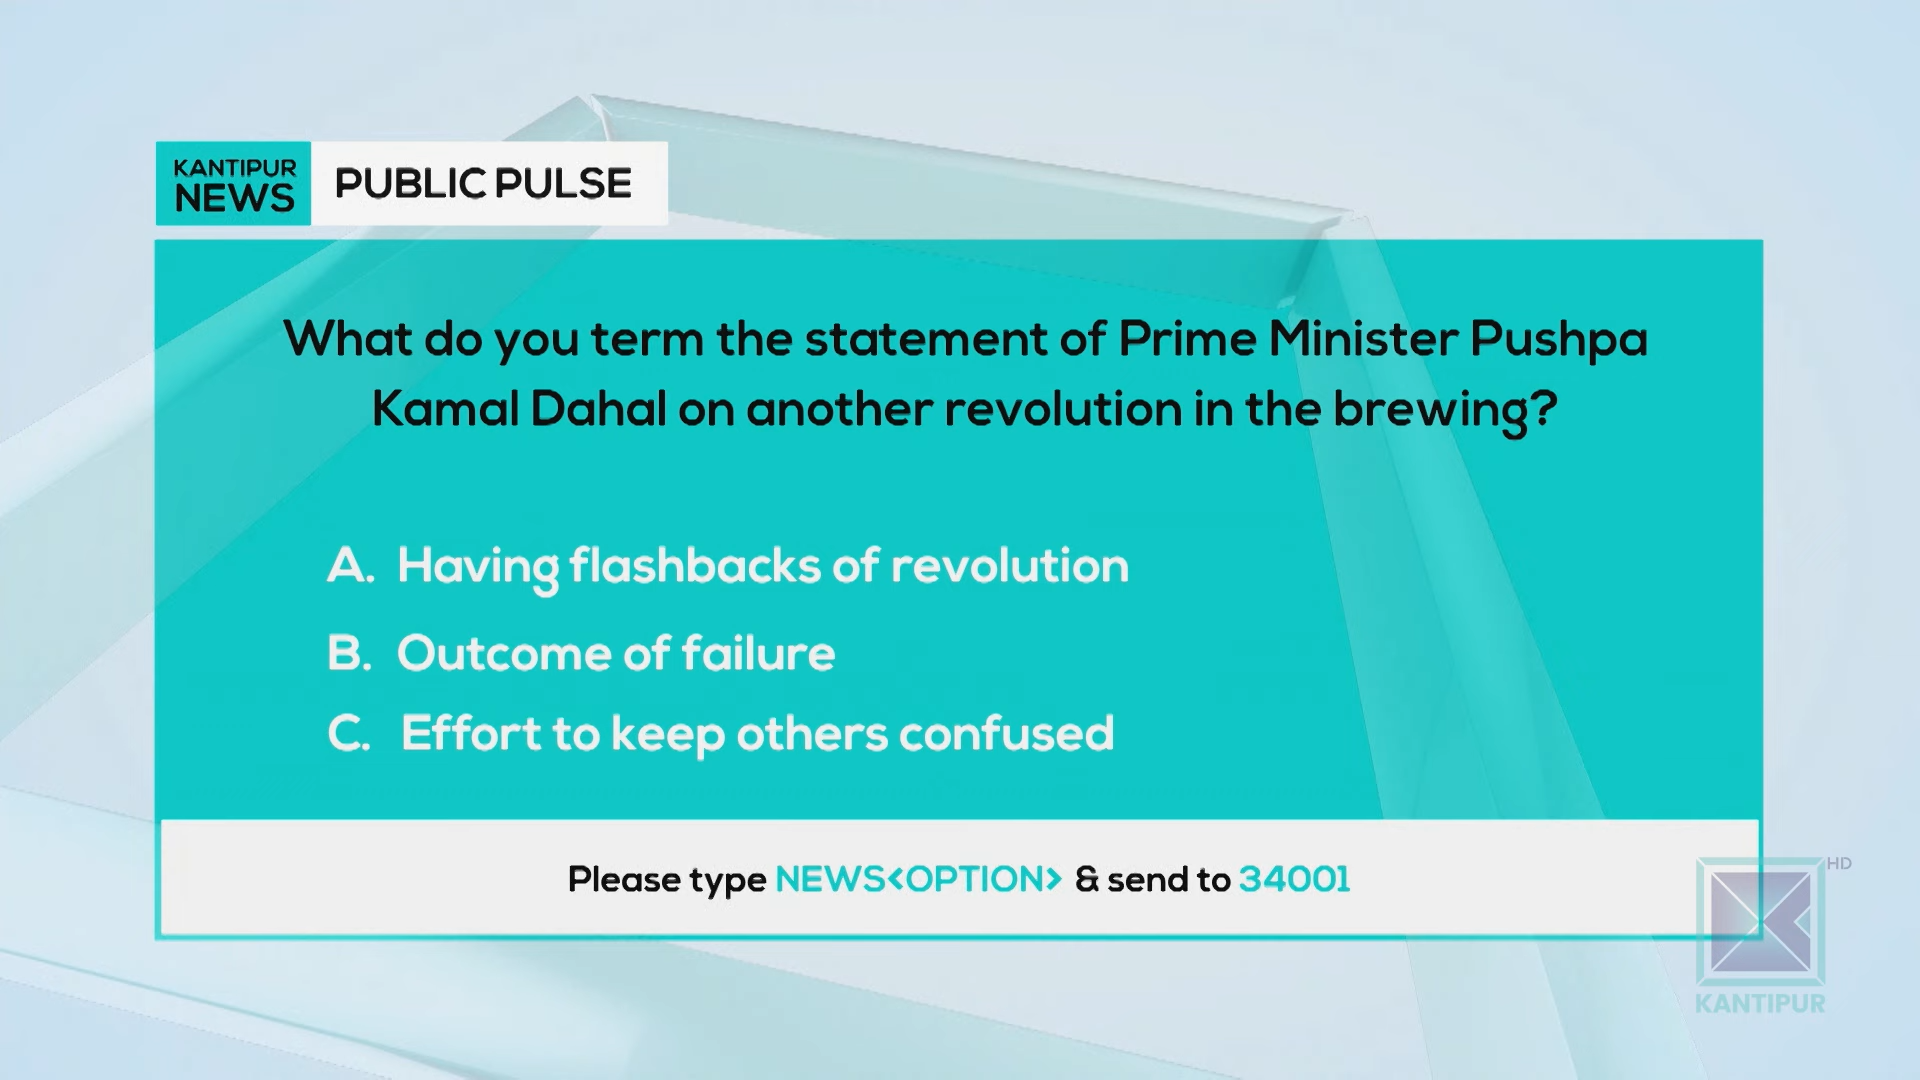 KANTIPUR
NEWS
PUBLIC PULSE
What do you term the statement of Prime Minister Pushpa
Kamal Dahal on another revolution in the brewing?
A. Having flashbacks of revolution
B. Outcome of failure
C. Effort to keep others confused
Please type NEWS<OPTION> & send to 34001
HD
KANTIPUR